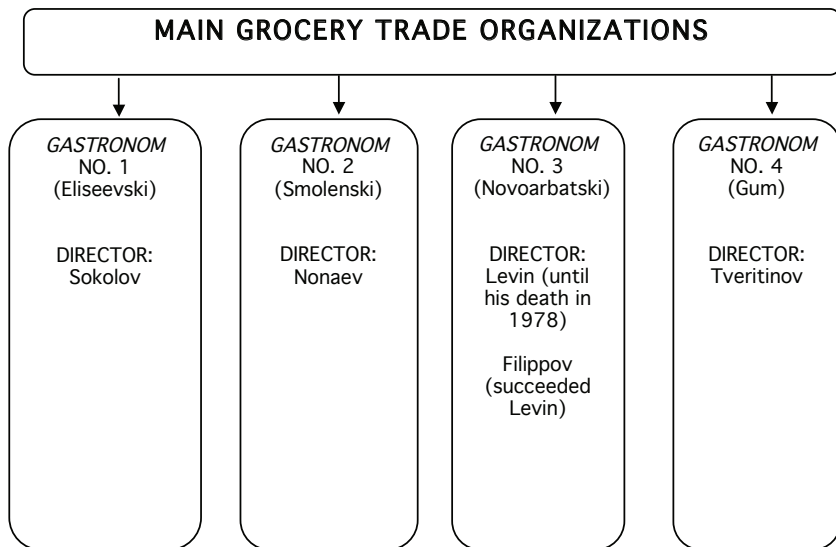 MAIN GROCERY TRADE ORGANIZATIONS
GASTRONOM
NO. 1
(Eliseevski)
DIRECTOR:
Sokolov
GASTRONOM
NO. 2
(Smolenski)
DIRECTOR:
Nonaev
GASTRONOM
NO. 3
(Novoarbatski)
DIRECTOR:
Levin (until
his death in
1978)
Filippov
(succeeded
Levin)
GASTRONOM
NO. 4
(Gum)
DIRECTOR:
Tveritinov